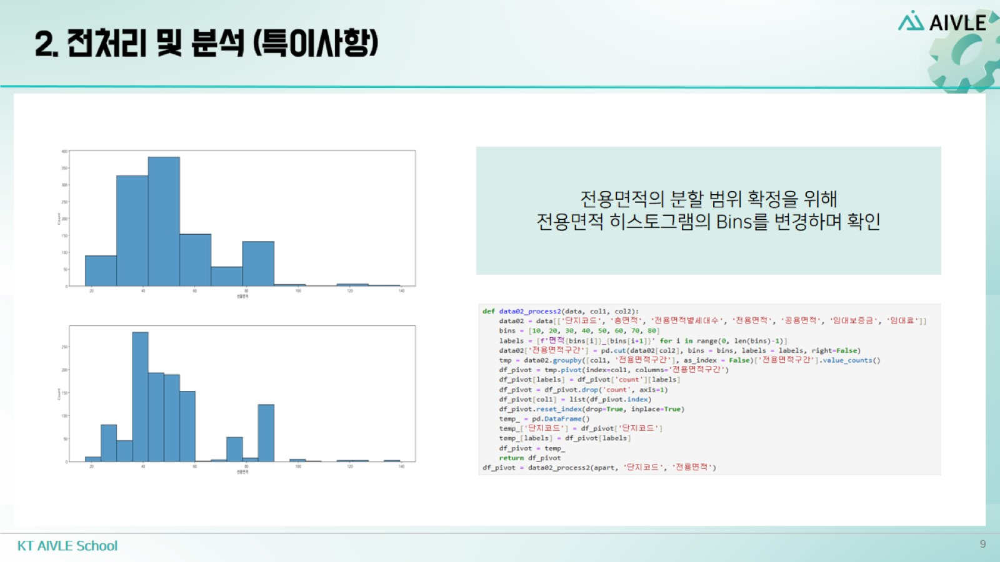 2. 전처리 및 분석 (특이사항)
AIVLE
400
350
300
250
200
150
100
50
0
Count
20 40 60 80 100 120 140
전용면적
250
200
150
100
50
0
Count
20 40 60 80 100 120 140
전용면적
전용면적의 분할 범위 확정을 위해
전용면적 히스토그램의 Bins를 변경하며 확인
def data02_process2(data, col1, col2):
    data02 = data[['단지코드', '총면적', '전용면적별세대수', '전용면적', '공용면적', '임대보증금', '임대료']]
    bins = [10, 20, 30, 40, 50, 60, 70, 80]
    labels = [f'면적{bins[i]}_{bins[i+1]}' for i in range(0, len(bins)-1)]
    data02['전용면적구간'] = pd.cut(data02[col2], bins = bins, labels = labels, right=False)
    tmp = data02.groupby([col1, '전용면적구간'], as_index = False)['전용면적구간'].value_counts()
    df_pivot = tmp.pivot(index=col1, columns='전용면적구간')
    df_pivot[labels] = df_pivot['count'][labels]
    df_pivot = df_pivot.drop('count', axis=1)
    df_pivot[col1] = list(df_pivot.index)
    df_pivot.reset_index(drop=True, inplace=True)
    temp_ = pd.DataFrame()
    temp_['단지코드'] = df_pivot['단지코드']
    temp_[labels] = df_pivot[labels]
    df_pivot = temp_
    return df_pivot
df_pivot = data02_process2(apart, '단지코드', '전용면적')
KT AIVLE School
9